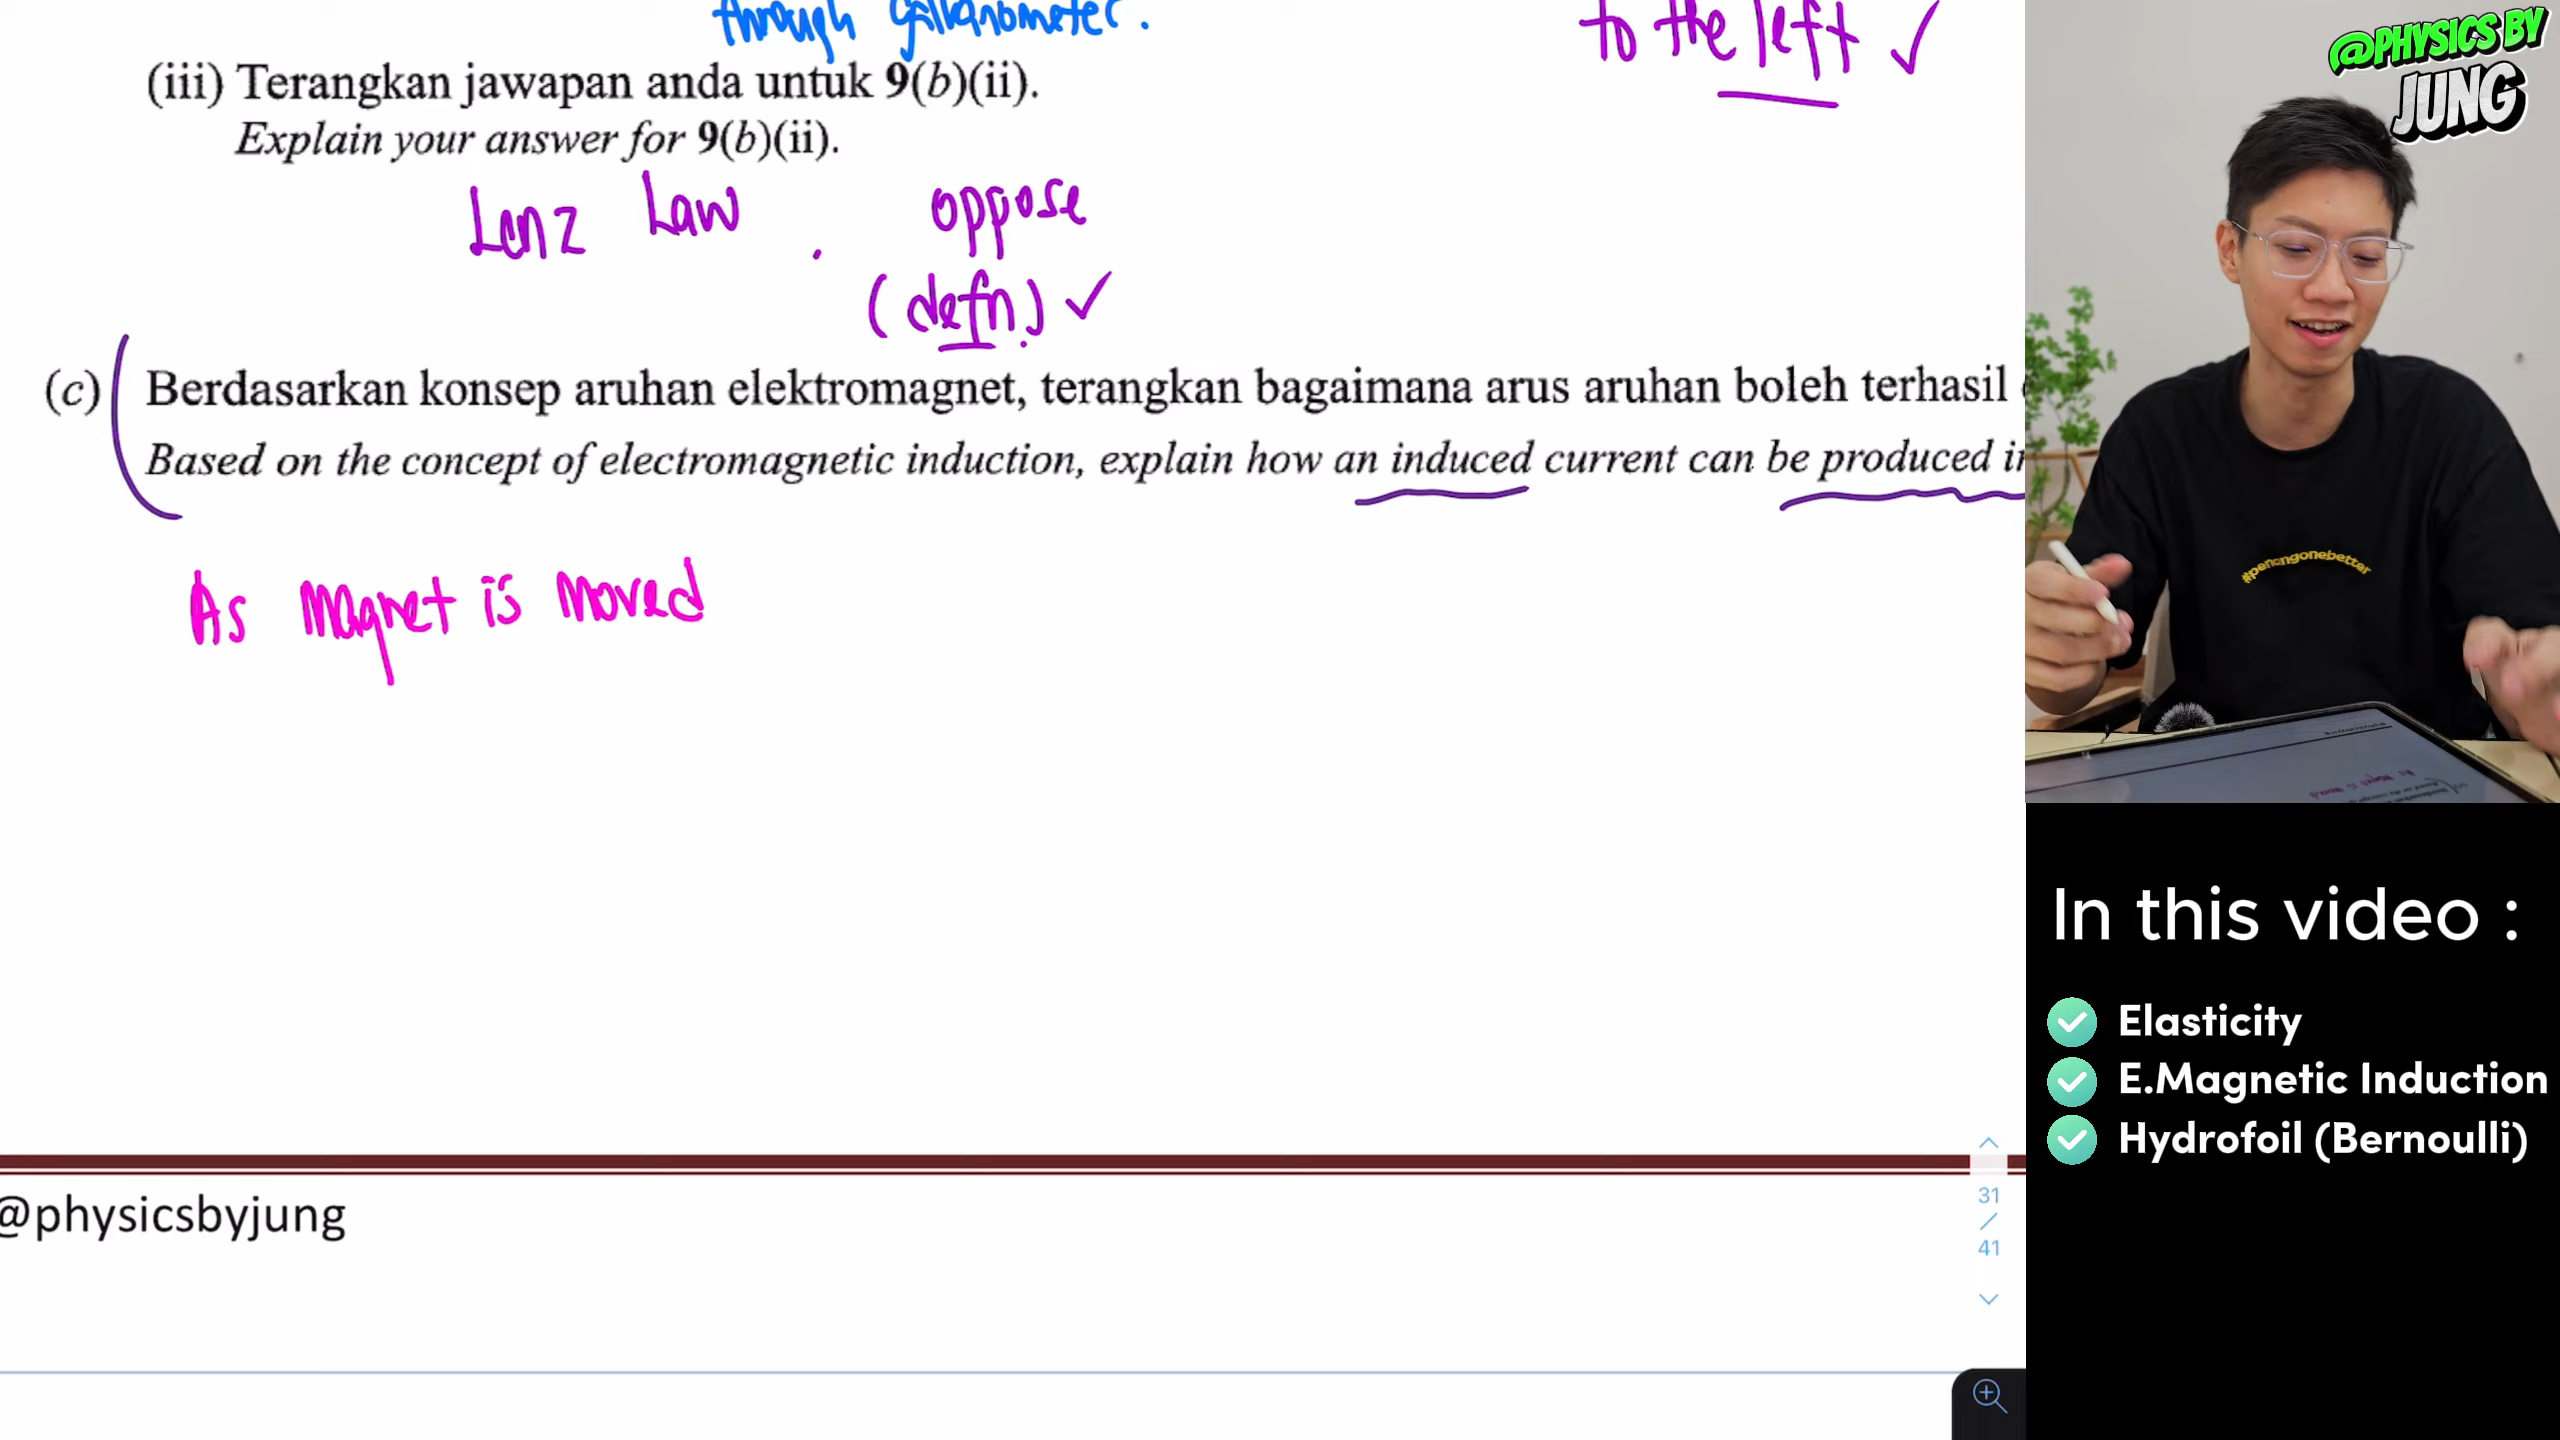 through galvanometer.
to the left ✓
(iii) Terangkan jawapan anda untuk 9(b)(ii).
Explain your answer for 9(b)(ii).
Lenz Law . oppose
(defn) ✓
(c) Berdasarkan konsep aruhan elektromagnet, terangkan bagaimana arus aruhan boleh terhasil
Based on the concept of electromagnetic induction, explain how an induced current can be produced
As magnet is moved
@physicsbyjung
31
/
41
@PHYSICS BY
JUNG
#penangonebetter
In this video :
Elasticity
E.Magnetic Induction
Hydrofoil (Bernoulli)